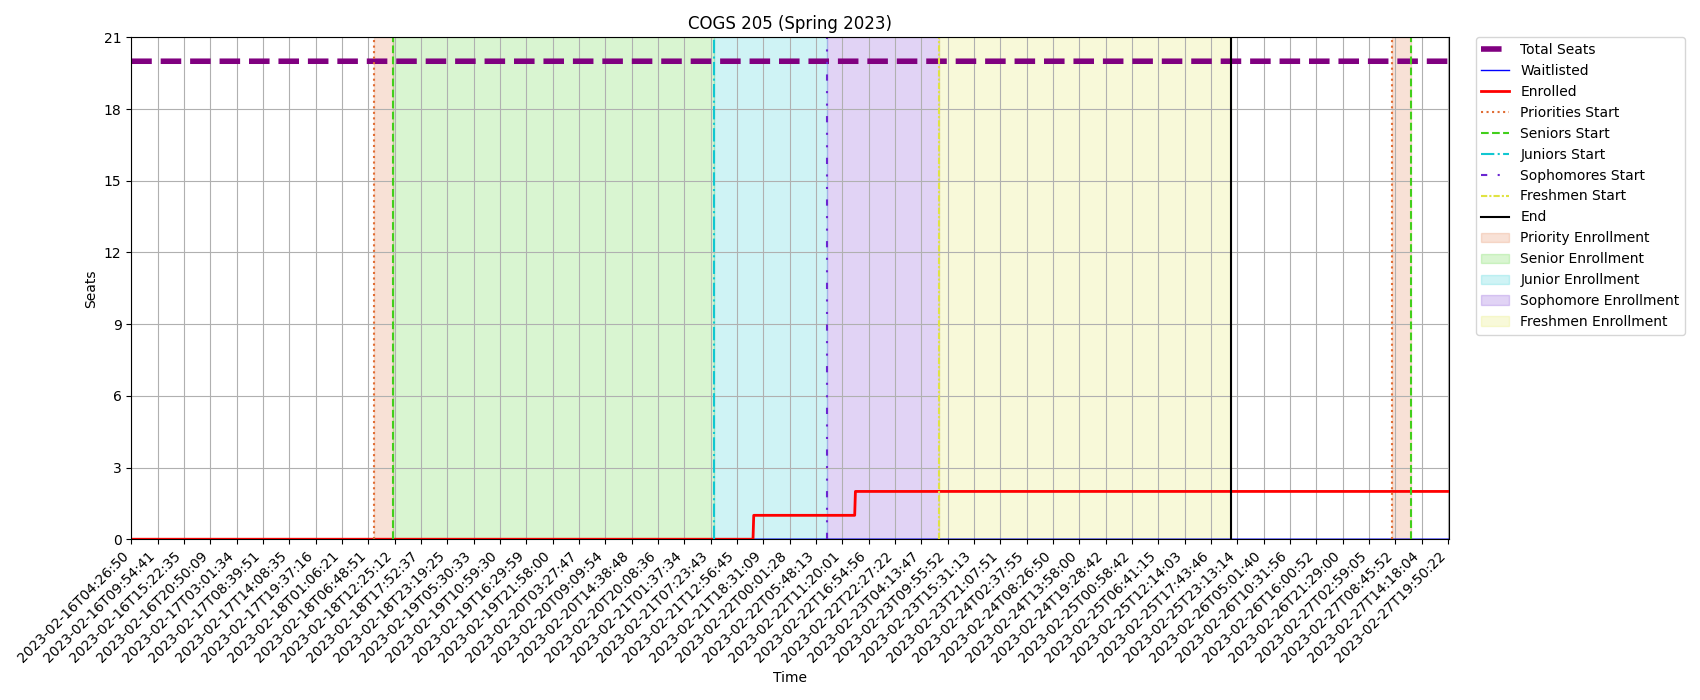 COGS 205 (Spring 2023)
21
18
15
12
9
6
3
0
Seats
2023-02-16T04:26:50
2023-02-16T09:54:41
2023-02-16T15:22:35
2023-02-16T20:50:09
2023-02-17T03:01:34
2023-02-17T08:39:51
2023-02-17T14:08:35
2023-02-17T19:37:16
2023-02-18T01:06:21
2023-02-18T06:48:51
2023-02-18T12:25:12
2023-02-18T17:52:37
2023-02-18T23:19:25
2023-02-19T05:30:33
2023-02-19T10:59:30
2023-02-19T16:29:59
2023-02-19T21:58:00
2023-02-20T03:27:47
2023-02-20T09:09:54
2023-02-20T14:38:48
2023-02-20T20:08:36
2023-02-21T01:37:34
2023-02-21T07:23:43
2023-02-21T12:56:45
2023-02-21T18:31:09
2023-02-22T00:01:28
2023-02-22T05:48:13
2023-02-22T11:20:01
2023-02-22T16:54:56
2023-02-22T22:27:22
2023-02-23T04:13:47
2023-02-23T09:55:52
2023-02-23T15:31:13
2023-02-23T21:07:51
2023-02-24T02:37:55
2023-02-24T08:26:50
2023-02-24T13:58:00
2023-02-24T19:28:42
2023-02-25T00:58:42
2023-02-25T06:41:15
2023-02-25T12:14:03
2023-02-25T17:43:46
2023-02-25T23:13:14
2023-02-26T05:01:40
2023-02-26T10:31:56
2023-02-26T16:00:52
2023-02-26T21:29:00
2023-02-27T02:59:05
2023-02-27T08:45:52
2023-02-27T14:18:04
2023-02-27T19:50:22
Time
Total Seats
Waitlisted
Enrolled
Priorities Start
Seniors Start
Juniors Start
Sophomores Start
Freshmen Start
End
Priority Enrollment
Senior Enrollment
Junior Enrollment
Sophomore Enrollment
Freshmen Enrollment